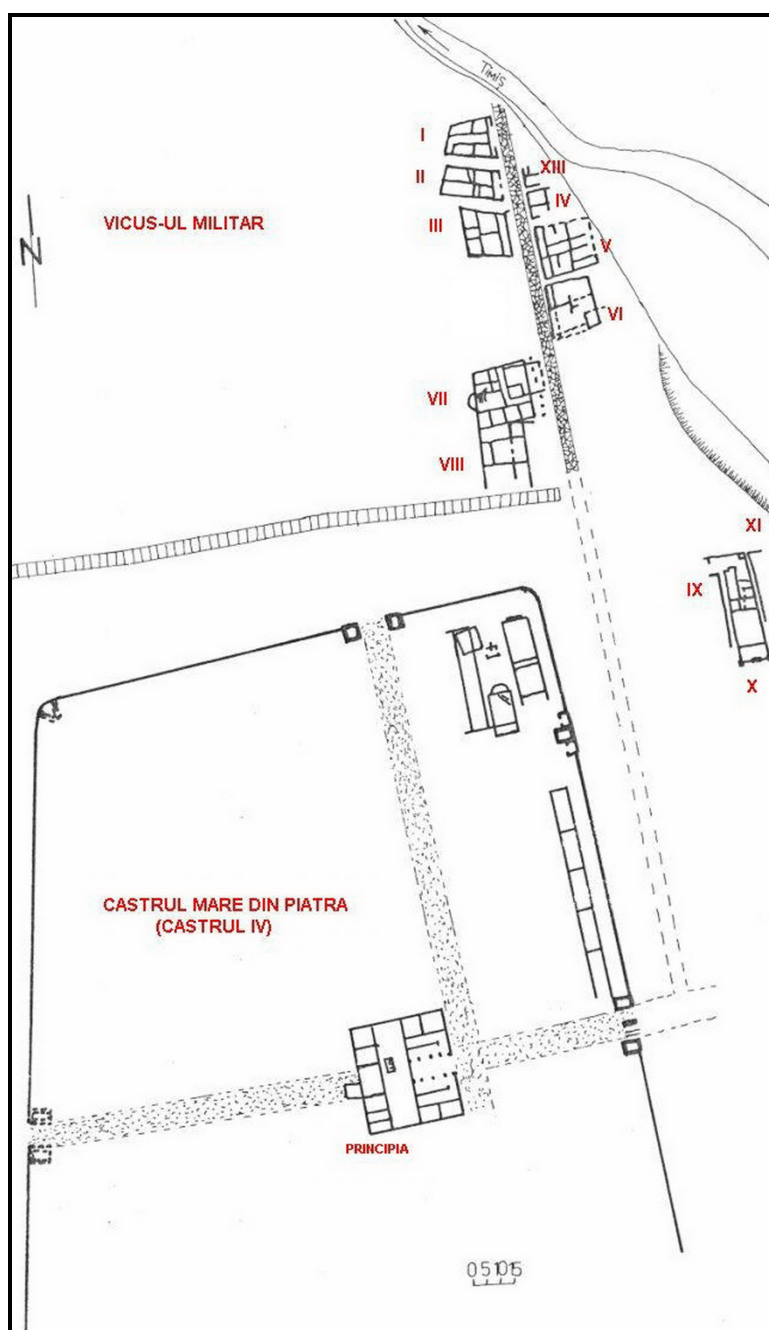 Timiș
I
XIII
II
IV
VICUS-UL MILITAR
III
V
N
VI
VII
VIII
XI
IX
X
CASTRUL MARE DIN PIATRA
(CASTRUL IV)
PRINCIPIA
0 5 10 15